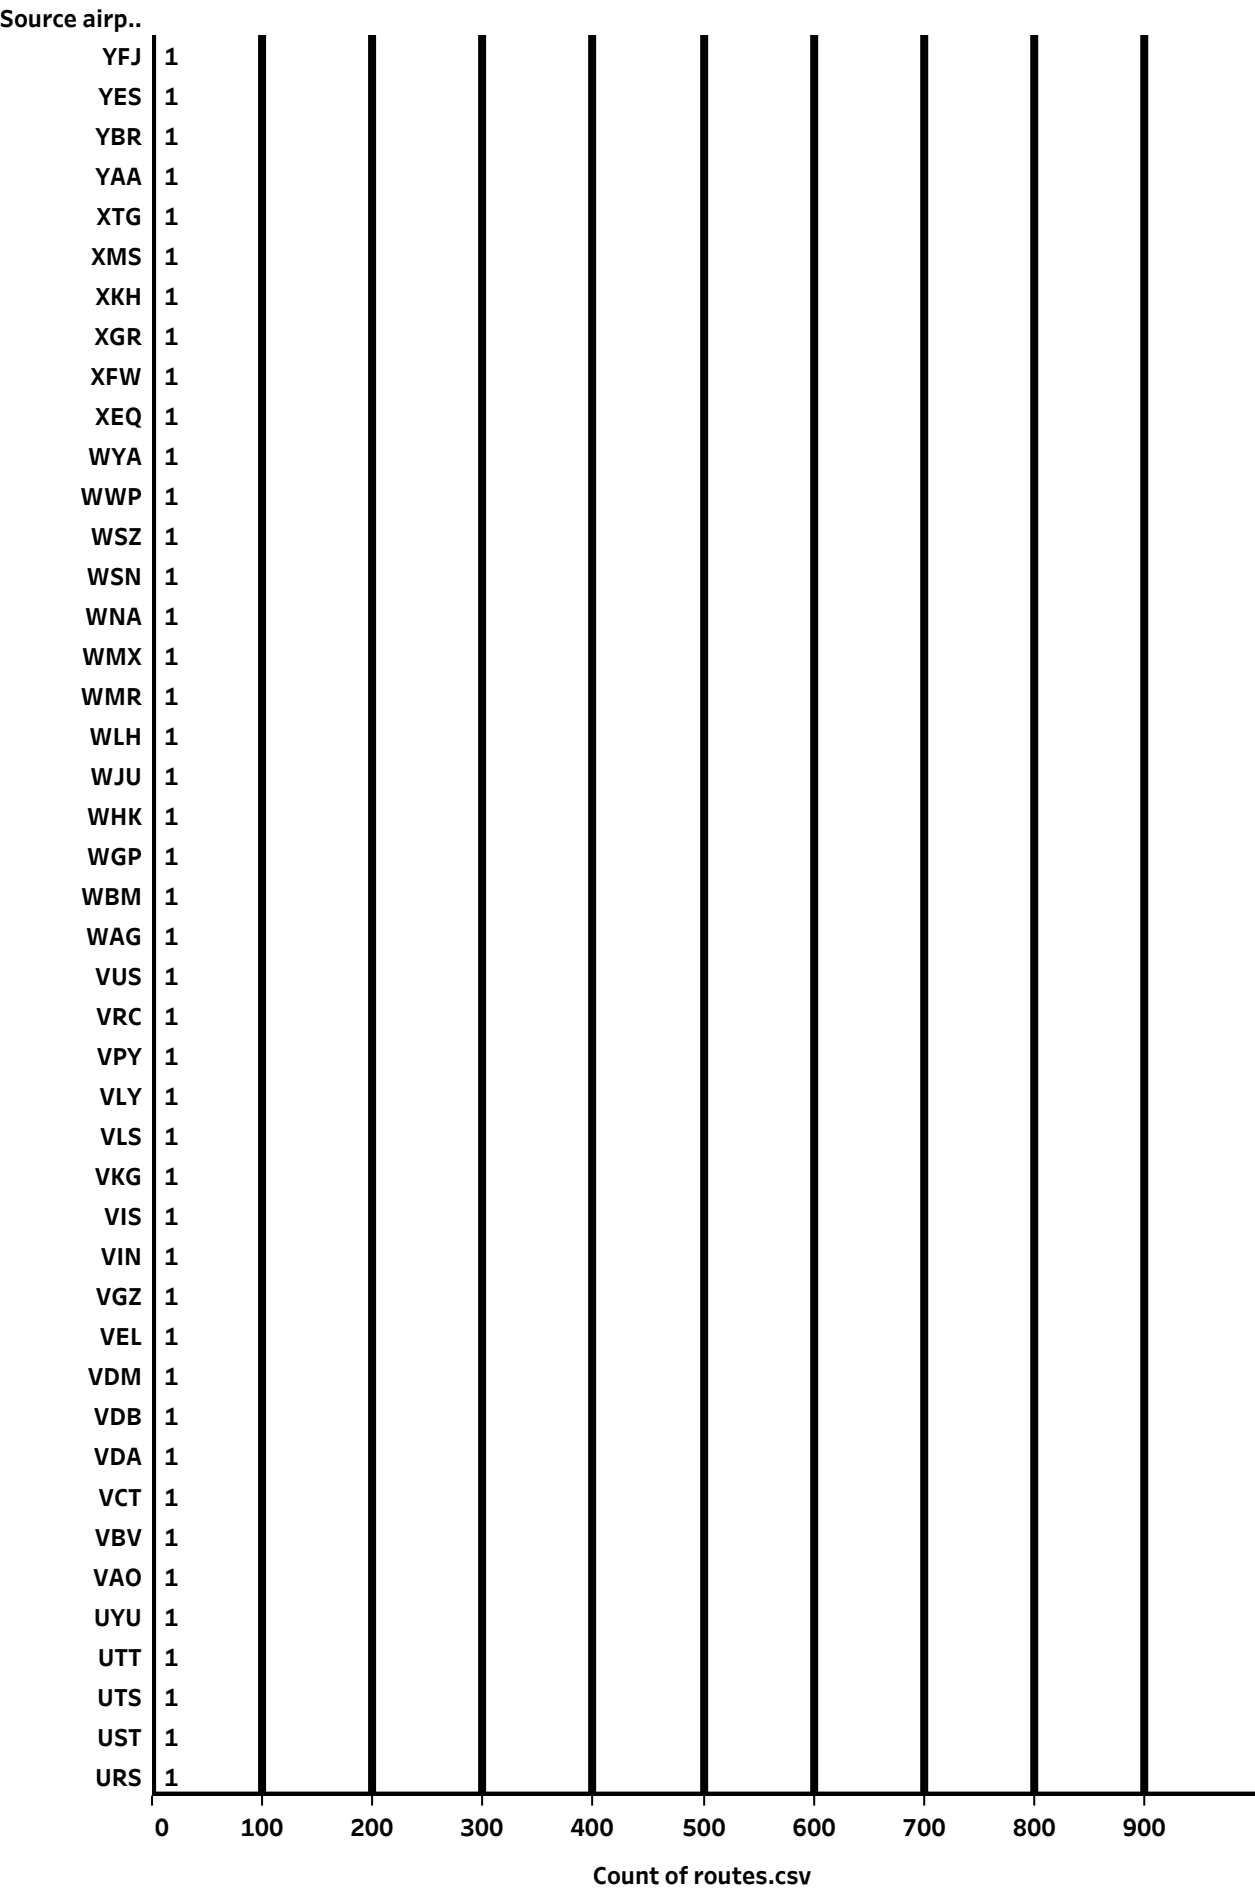 Source airp..
YFJ 1
YES 1
YBR 1
YAA 1
XTG 1
XMS 1
XKH 1
XGR 1
XFW 1
XEQ 1
WYA 1
WWP 1
WSZ 1
WSN 1
WNA 1
WMX 1
WMR 1
WLH 1
WJU 1
WHK 1
WGP 1
WBM 1
WAG 1
VUS 1
VRC 1
VPY 1
VLY 1
VLS 1
VKG 1
VIS 1
VIN 1
VGZ 1
VEL 1
VDM 1
VDB 1
VDA 1
VCT 1
VBV 1
VAO 1
UYU 1
UTT 1
UTS 1
UST 1
URS 1
0 100 200 300 400 500 600 700 800 900
Count of routes.csv